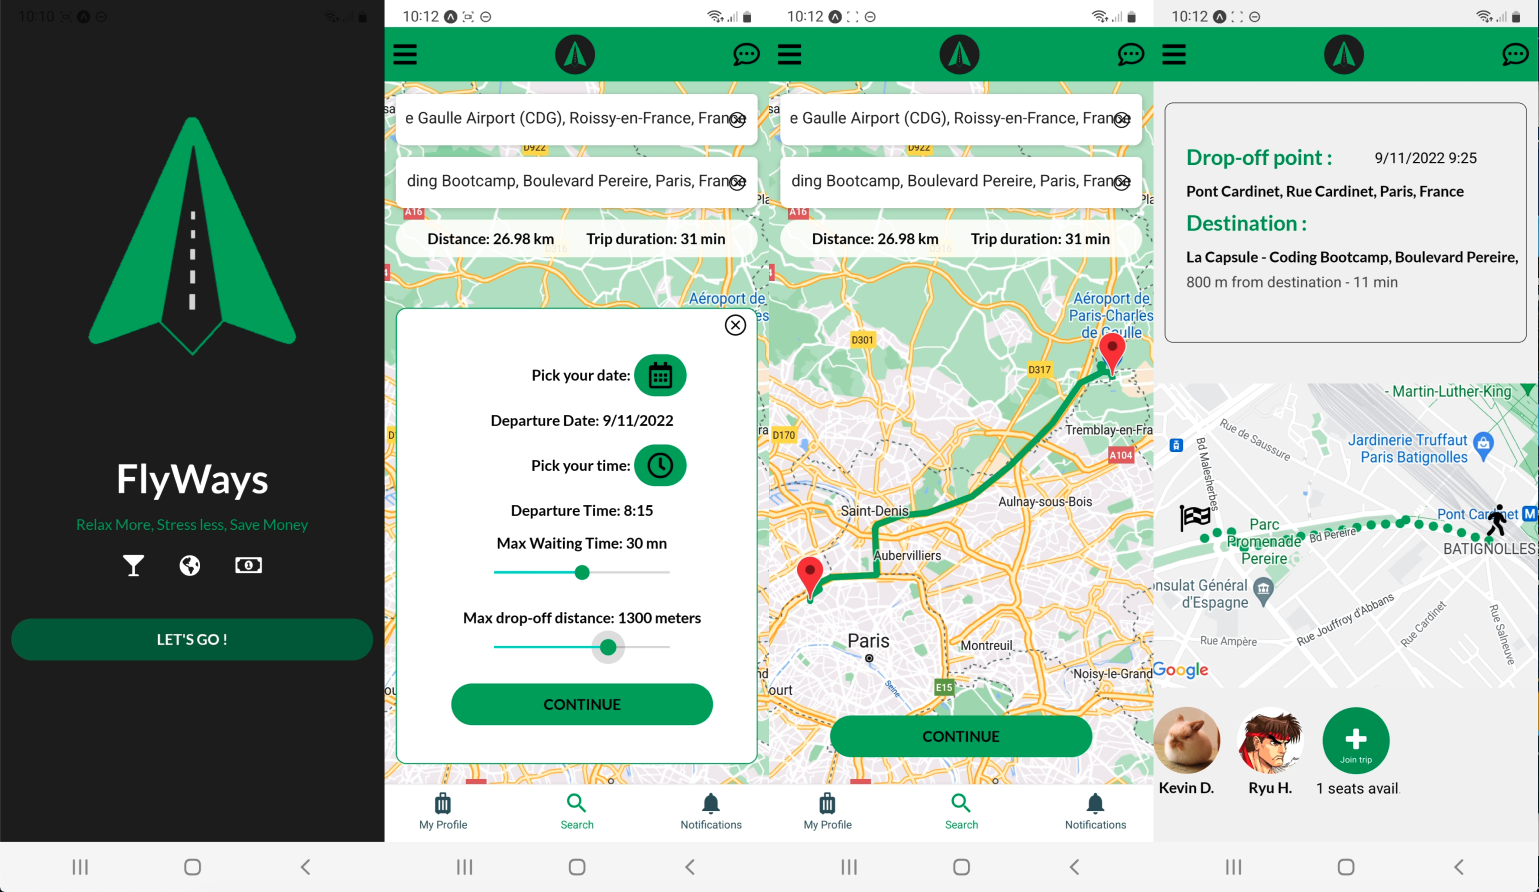 10:10
FlyWays
Relax More, Stress less, Save Money
LET'S GO !
10:12
e Gaulle Airport (CDG), Roissy-en-France, France
D922
ding Bootcamp, Boulevard Pereire, Paris, France
A16
Distance: 26.98 km
Trip duration: 31 min
Aéroport de
Pick your date:
Departure Date: 9/11/2022
Pick your time:
Departure Time: 8:15
Max Waiting Time: 30 mn
Max drop-off distance: 1300 meters
CONTINUE
My Profile
Search
Notifications
10:12
e Gaulle Airport (CDG), Roissy-en-France, France
D922
ding Bootcamp, Boulevard Pereire, Paris, France
A16
Distance: 26.98 km
Trip duration: 31 min
Aéroport de
Paris-Charles
de Gaulle
D301
D317
D170
Tremblay-en-Fra
A104
Aulnay-sous-Bois
Saint-Denis
Aubervilliers
Paris
Montreuil
Seine
Noisy-le-Grand
ourt
E15
CONTINUE
My Profile
Search
Notifications
10:12
Drop-off point :
9/11/2022 9:25
Pont Cardinet, Rue Cardinet, Paris, France
Destination :
La Capsule - Coding Bootcamp, Boulevard Pereire,
800 m from destination - 11 min
- Martin-Luther-King
Rue de Saussure
Bd Malesherbes
Jardinerie Truffaut
Paris Batignolles
Pont Cardinet
M
Parc
Promenade
Pereire
Bd Pereire
BATIGNOLLES
onsulat Général
d'Espagne
Rue Jouffroy d'Abbans
Rue Cardinet
Rue Salneuve
Rue Ampère
Google
Join trip
Kevin D.
Ryu H.
1 seats avail